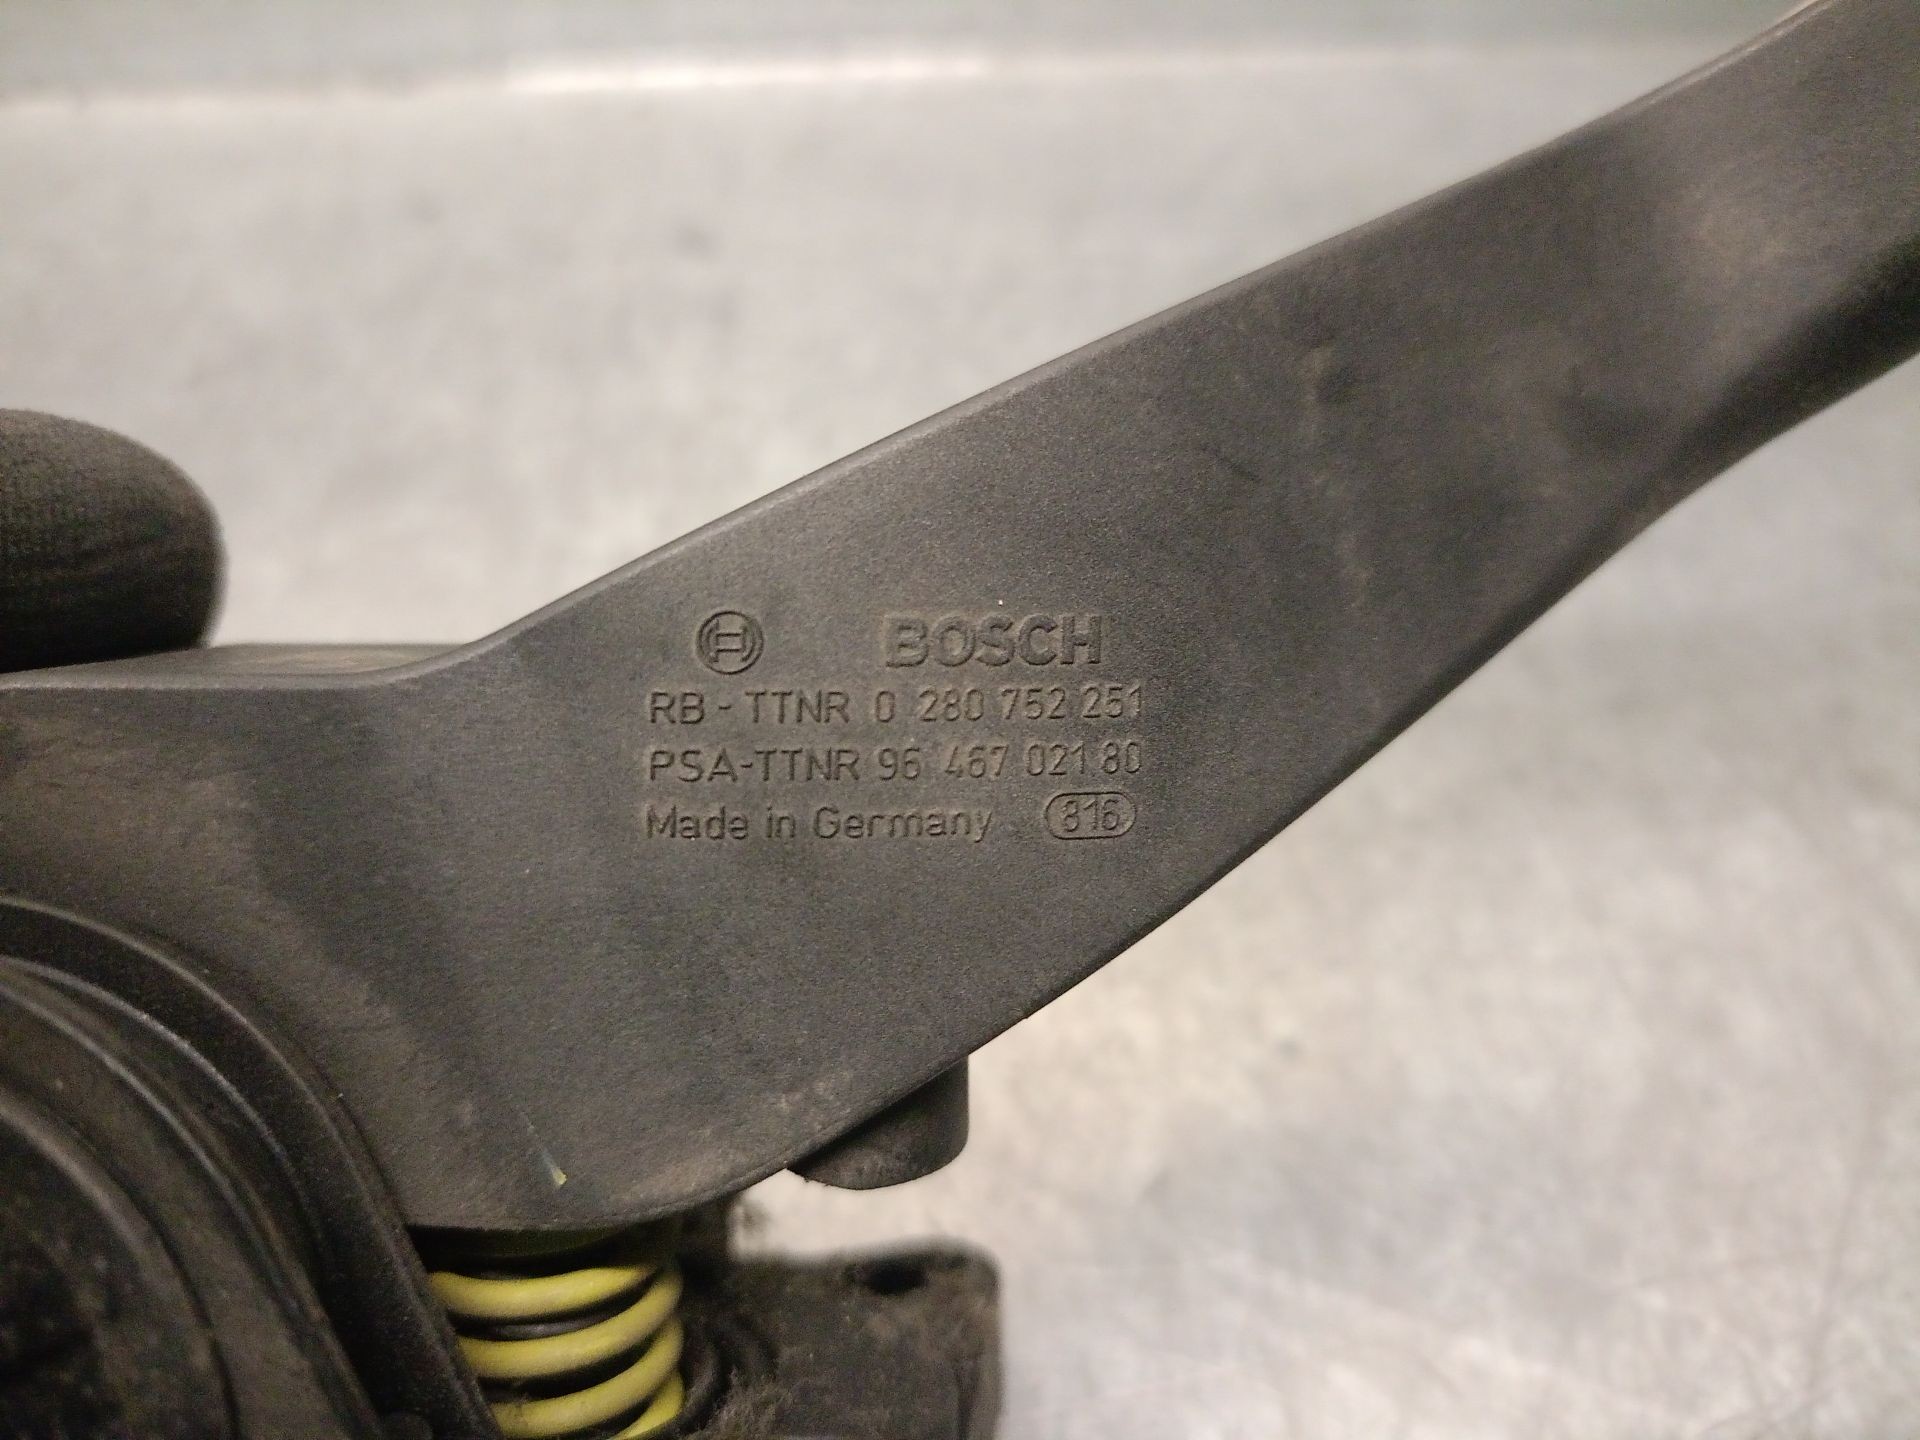 BOSCH
RB-TTNR 0 280 752 251
PSA-TTNR 96 467 021 80
Made in Germany 816